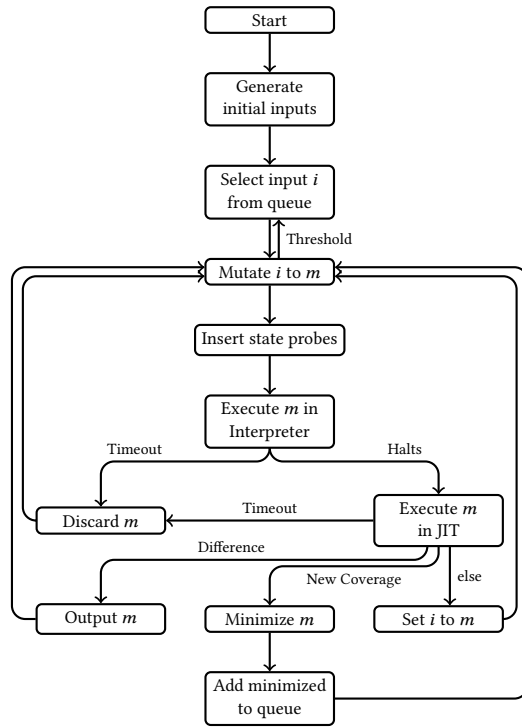 Start
Generate
initial inputs
Select input i
from queue
Threshold
Mutate i to m
Insert state probes
Execute m in
Interpreter
Timeout
Halts
Discard m
Timeout
Execute m
in JIT
Difference
New Coverage
else
Output m
Minimize m
Set i to m
Add minimized
to queue